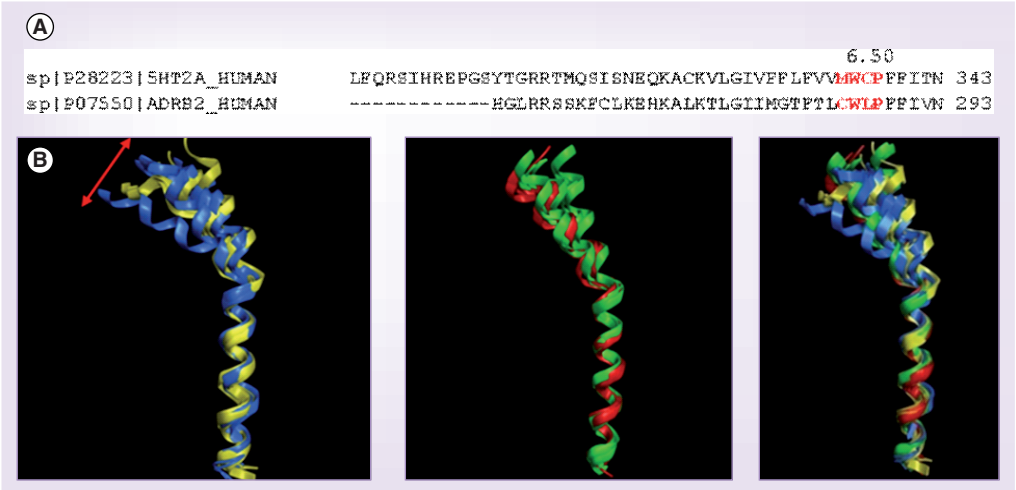 A
6.50
sp|P28223|5HT2A_HUMAN LFQRSIHREPGSYTGRRTMQSISNEQKACKVLGIVFFLFVVMWCPFFITN 343
sp|P07550|ADRB2_HUMAN ------------HGLRRSSKFCLKEHKALKTLGIIMGTFTLCWLPFFIVN 293
B